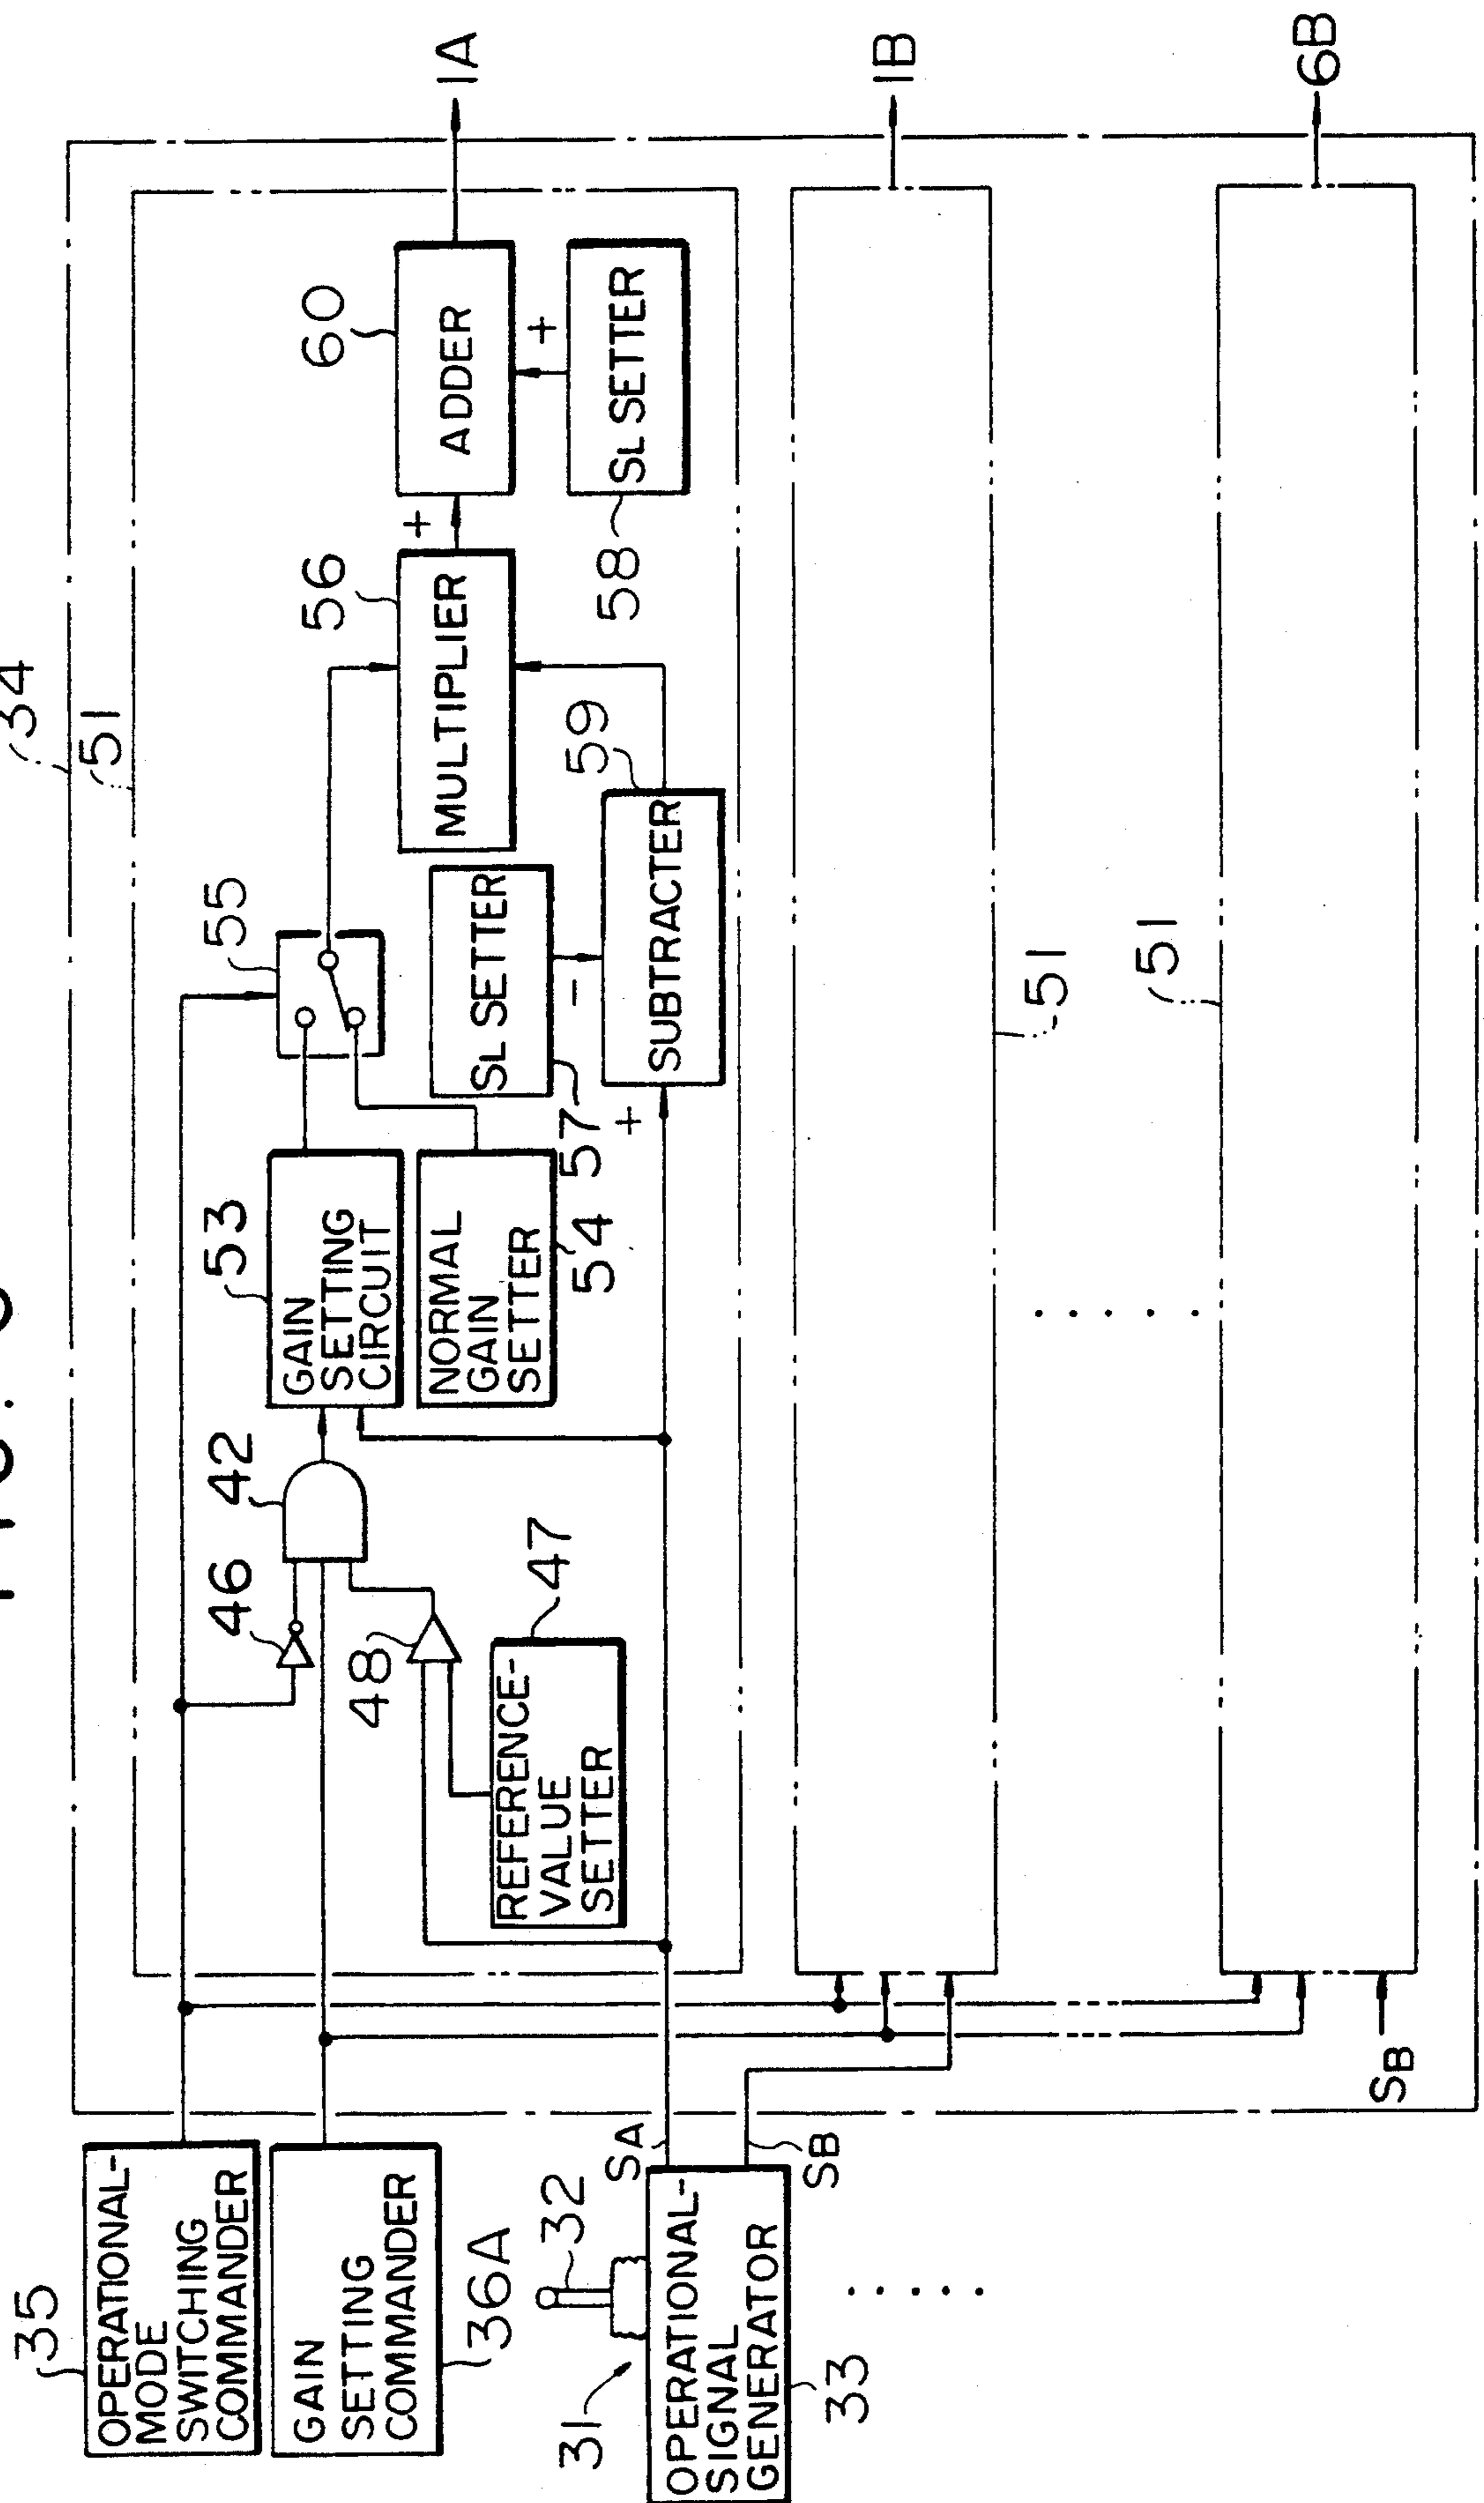 34
51
35
OPERATIONAL-
MODE
SWITCHING
COMMANDER
GAIN
SETTING
COMMANDER
36A
31
32
OPERATIONAL-
SIGNAL
GENERATOR
33
SA
SB
46
42
48
47
REFERENCE-
VALUE
SETTER
53
GAIN
SETTING
CIRCUIT
NORMAL
GAIN
SETTER
54
55
SL SETTER
57
−
+
SUBTRACTER
59
56
MULTIPLIER
+
60
ADDER
+
SL SETTER
58
1A
51
1B
51
SB
6B